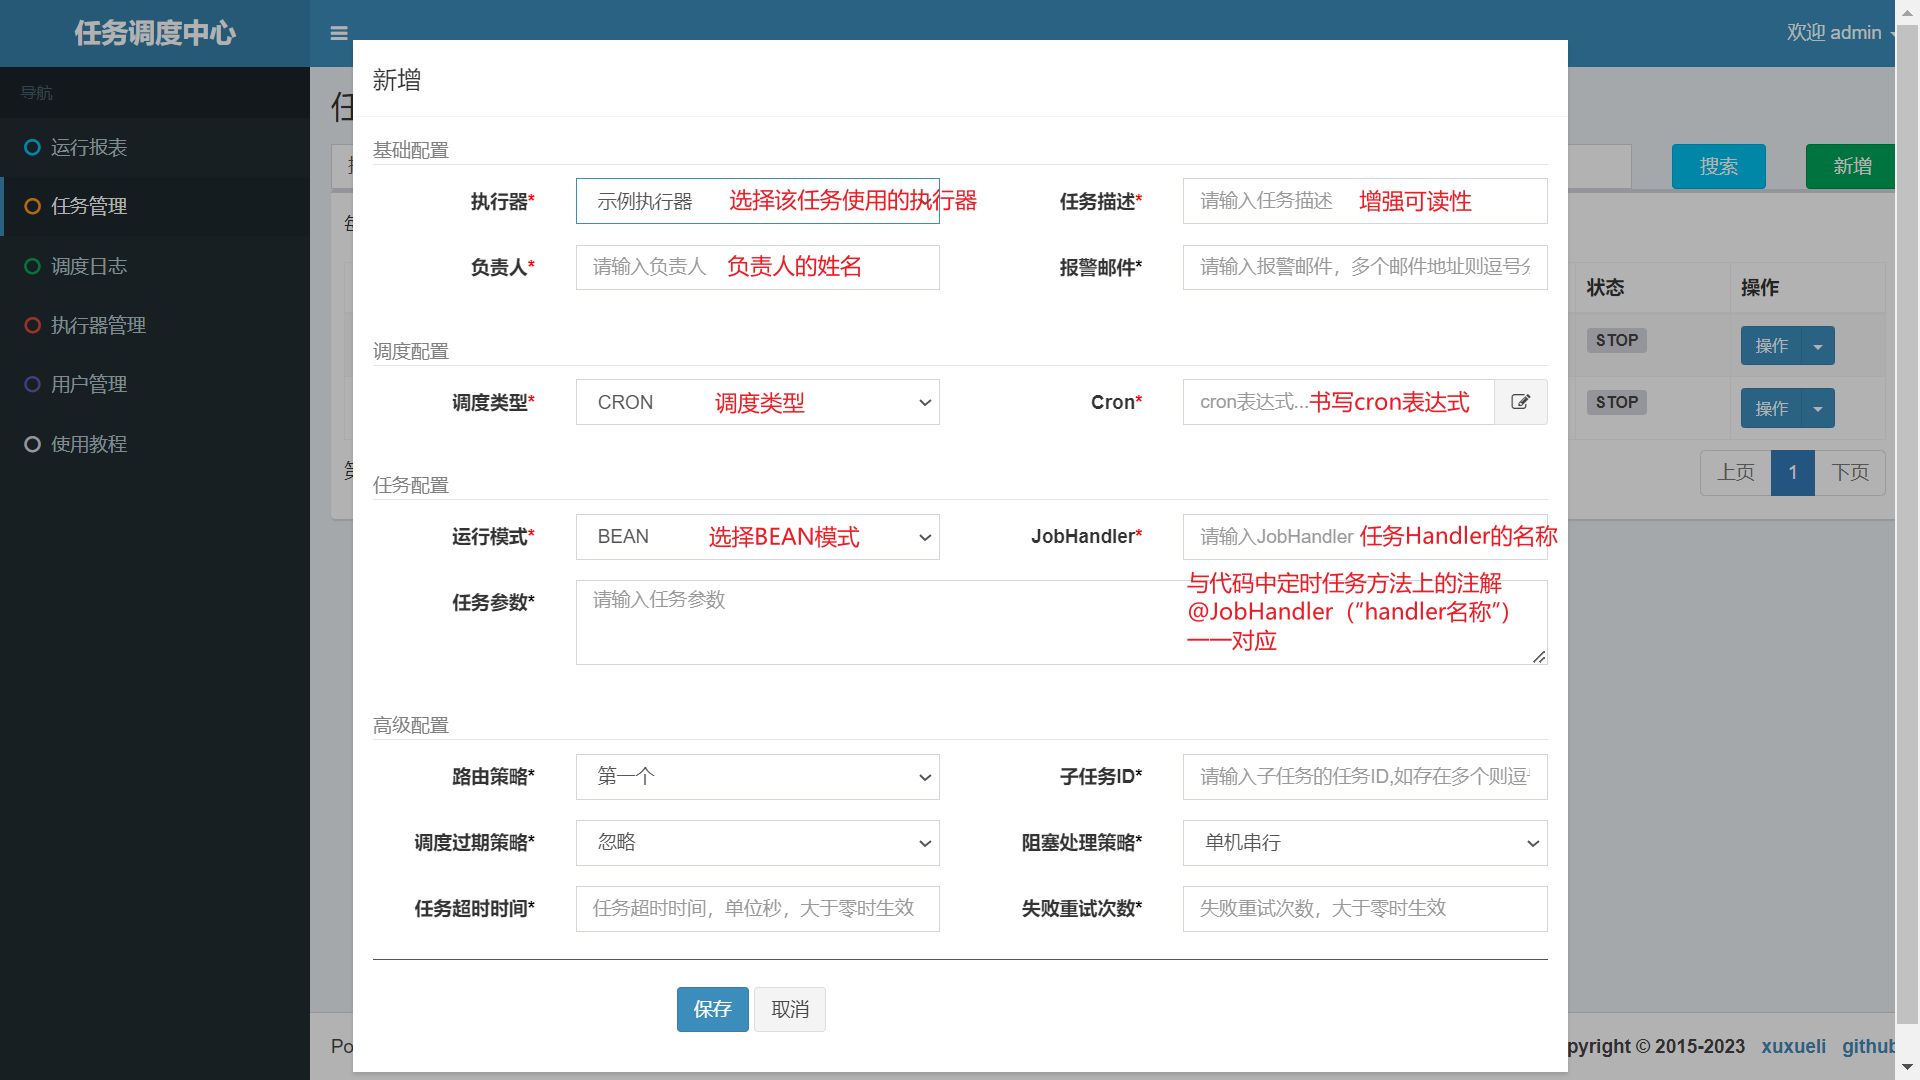 任务调度中心
欢迎 admin
导航
运行报表
任务管理
调度日志
执行器管理
用户管理
使用教程
搜索
新增
状态
操作
STOP
操作
STOP
操作
上页
1
下页
新增
基础配置
执行器*
示例执行器
选择该任务使用的执行器
任务描述*
请输入任务描述
增强可读性
负责人*
请输入负责人
负责人的姓名
报警邮件*
请输入报警邮件，多个邮件地址则逗号分
调度配置
调度类型*
CRON
调度类型
Cron*
cron表达式...
书写cron表达式
任务配置
运行模式*
BEAN
选择BEAN模式
JobHandler*
请输入JobHandler
任务Handler的名称
任务参数*
请输入任务参数
与代码中定时任务方法上的注解
@JobHandler（“handler名称”）
一一对应
高级配置
路由策略*
第一个
子任务ID*
请输入子任务的任务ID,如存在多个则逗
调度过期策略*
忽略
阻塞处理策略*
单机串行
任务超时时间*
任务超时时间，单位秒，大于零时生效
失败重试次数*
失败重试次数，大于零时生效
保存
取消
Po
pyright © 2015-2023 xuxueli github